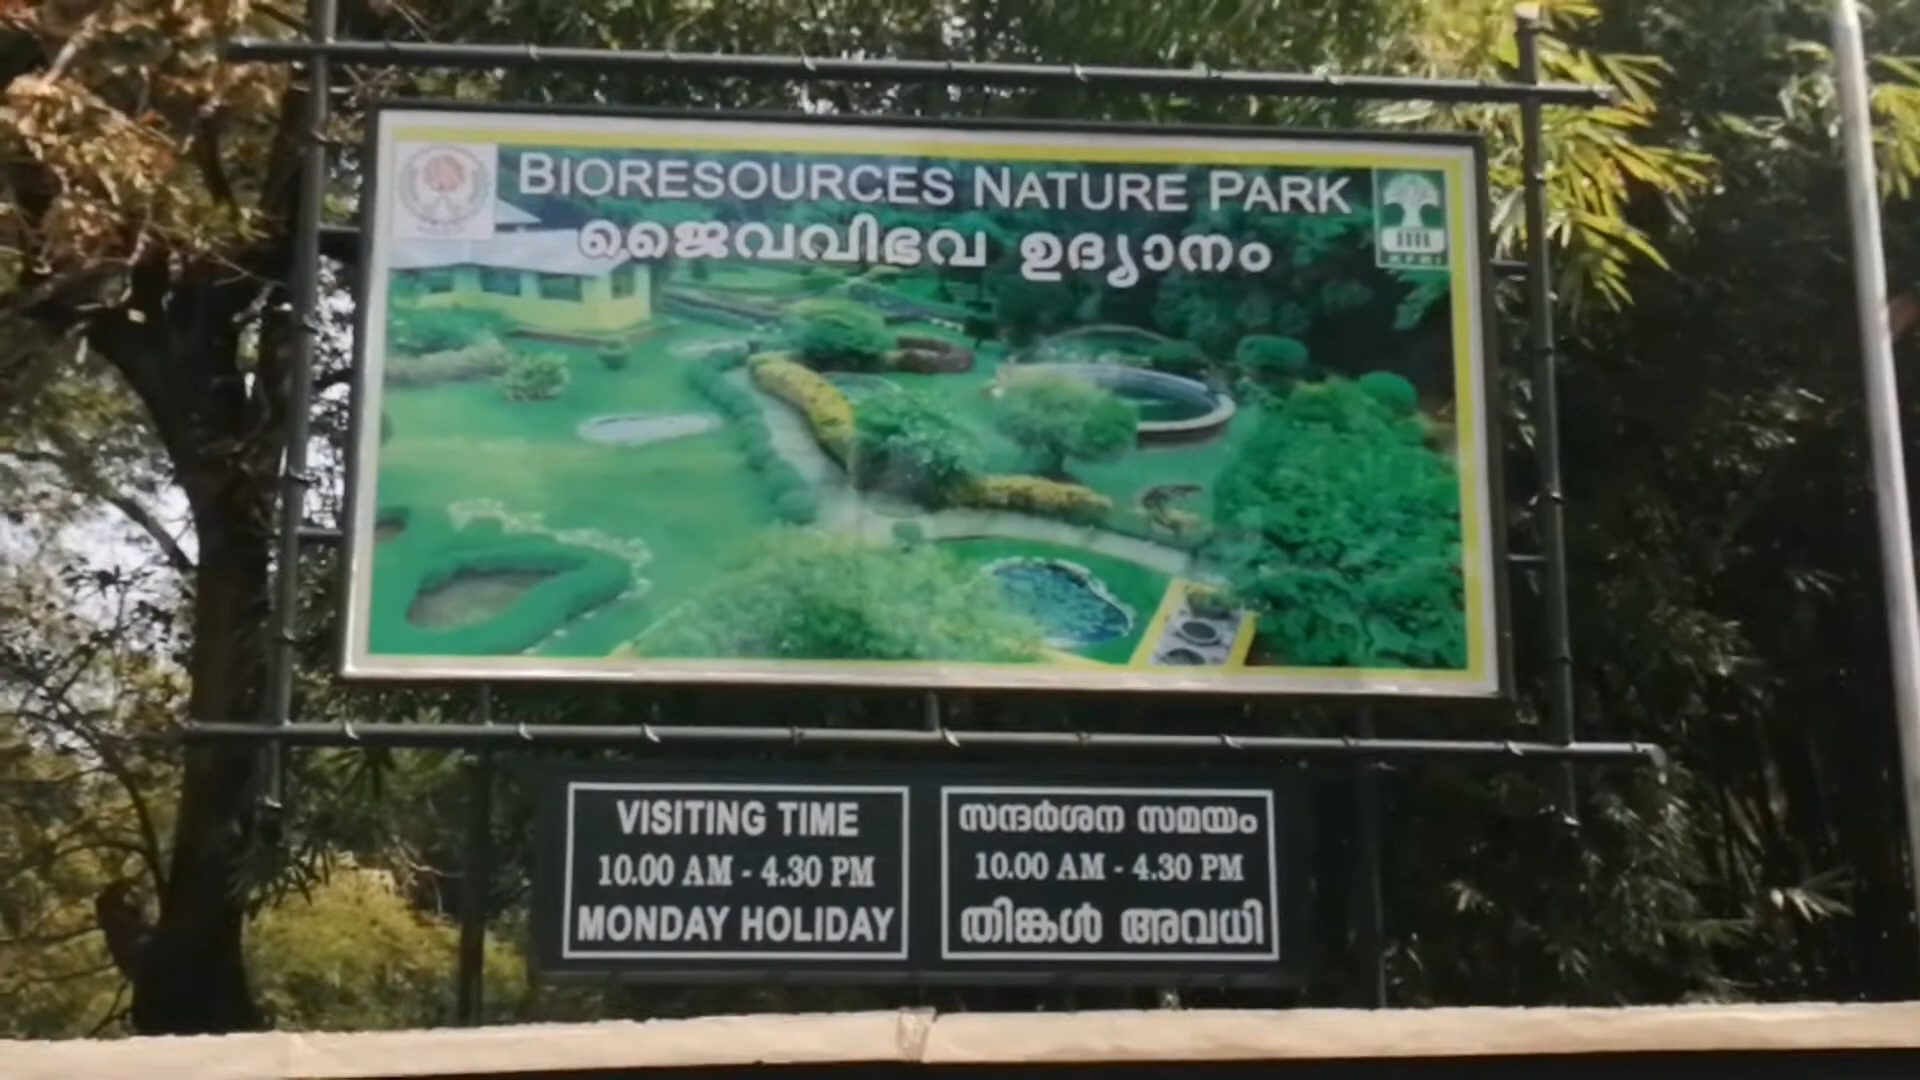 BIORESOURCES NATURE PARK
ജൈവവിഭവ ഉദ്യാനം
KFRI
VISITING TIME
10.00 AM - 4.30 PM
MONDAY HOLIDAY
സന്ദർശന സമയം
10.00 AM - 4.30 PM
തിങ്കൾ അവധി